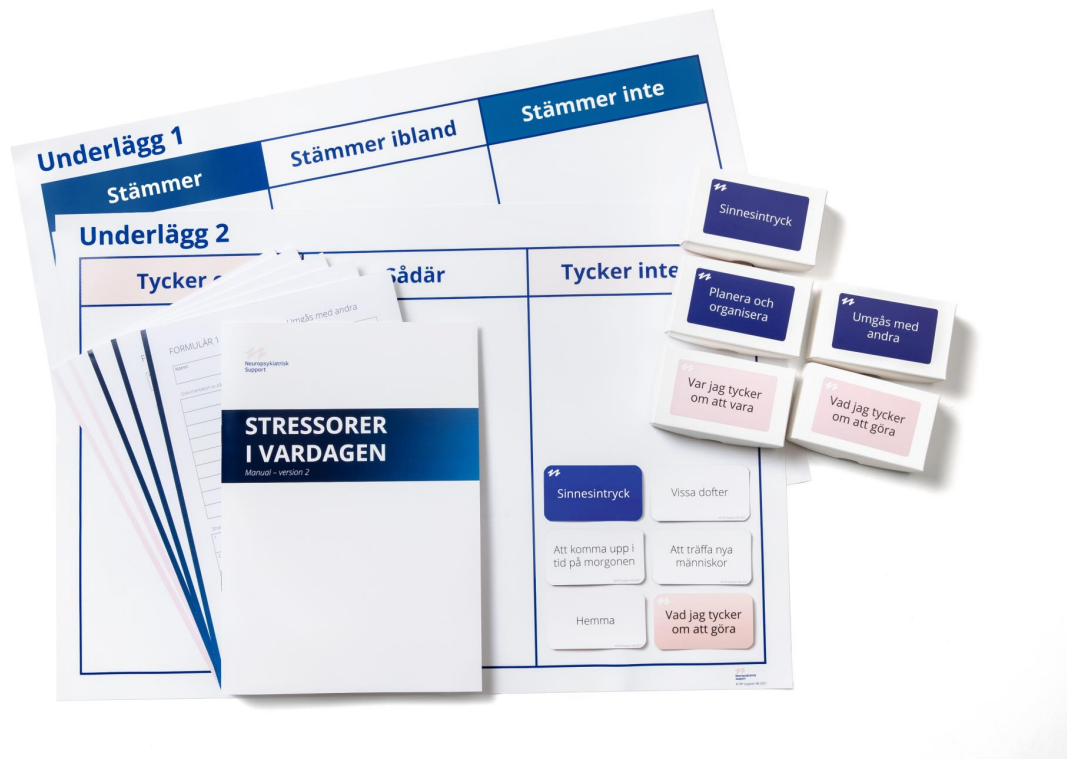 Underlägg 1
Stämmer
Stämmer ibland
Stämmer inte
Underlägg 2
Tycker
Sådär
Tycker inte
Sinnesintryck
Planera och
organisera
Umgås med
andra
Var jag tycker
om att vara
Vad jag tycker
om att göra
FORMULÄR 1
Umgås med andra
Namn:
Neuropsykiatrisk
Support
STRESSORER
I VARDAGEN
Manual – version 2
Sinnesintryck
Vissa dofter
Att komma upp i
tid på morgonen
Att träffa nya
människor
Hemma
Vad jag tycker
om att göra
Neuropsykiatrisk
Support